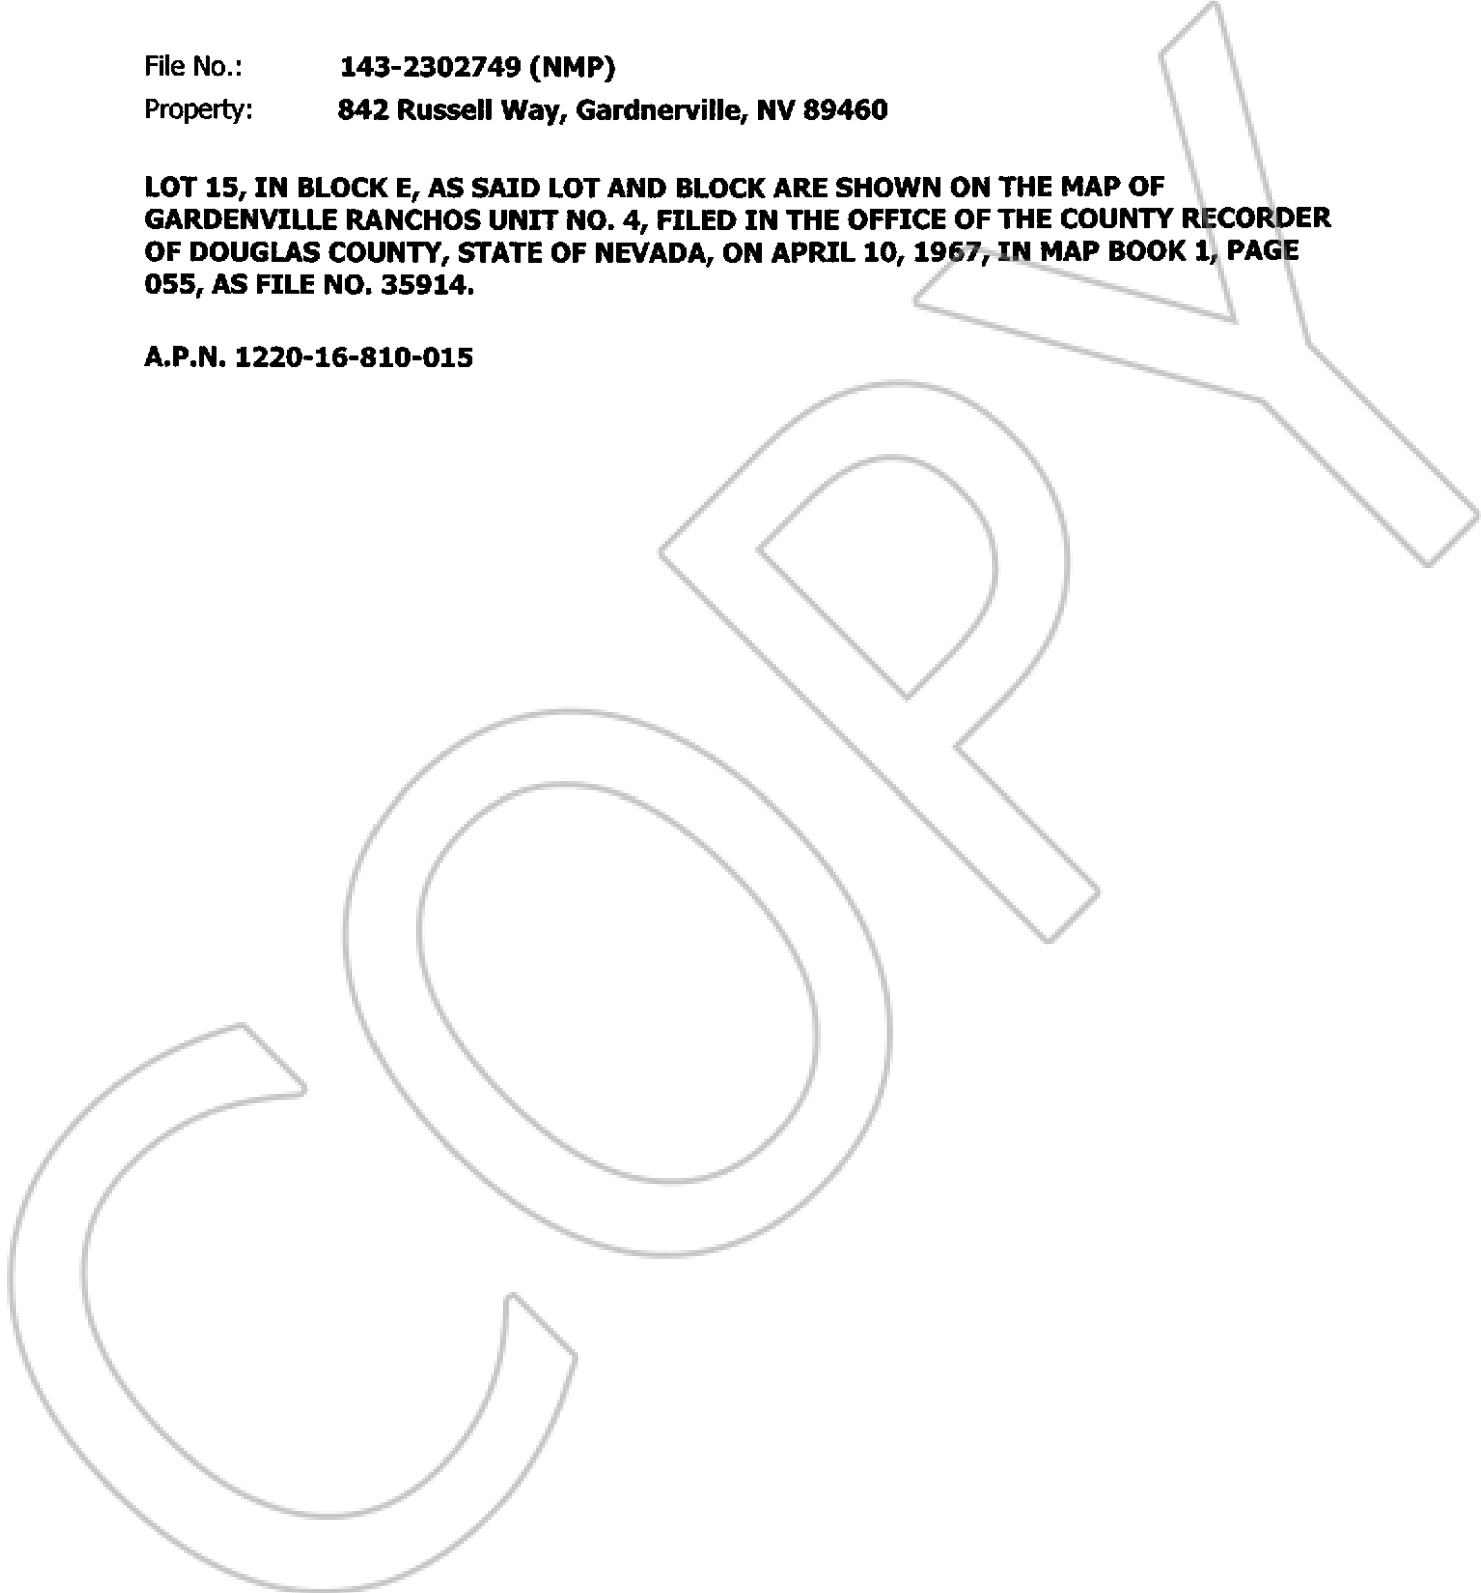 File No.: 143-2302749 (NMP)
Property: 842 Russell Way, Gardnerville, NV 89460
LOT 15, IN BLOCK E, AS SAID LOT AND BLOCK ARE SHOWN ON THE MAP OF
GARDENVILLE RANCHOS UNIT NO. 4, FILED IN THE OFFICE OF THE COUNTY RECORDER
OF DOUGLAS COUNTY, STATE OF NEVADA, ON APRIL 10, 1967, IN MAP BOOK 1, PAGE
055, AS FILE NO. 35914.
A.P.N. 1220-16-810-015
COPY